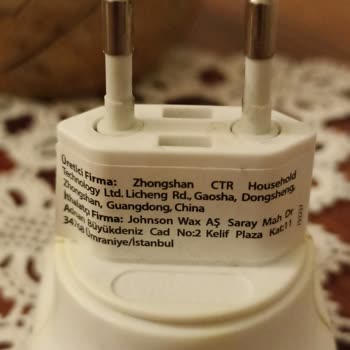 Üretici Firma: Zhongshan CTR Household
Technology Ltd. Licheng Rd., Gaosha, Dongsheng,
Zhongshan, Guangdong, China
İthalatçı Firma: Johnson Wax AŞ Saray Mah Dr
Adnan Büyükdeniz Cad No:2 Kelif Plaza Kat:11
34768 Ümraniye/İstanbul